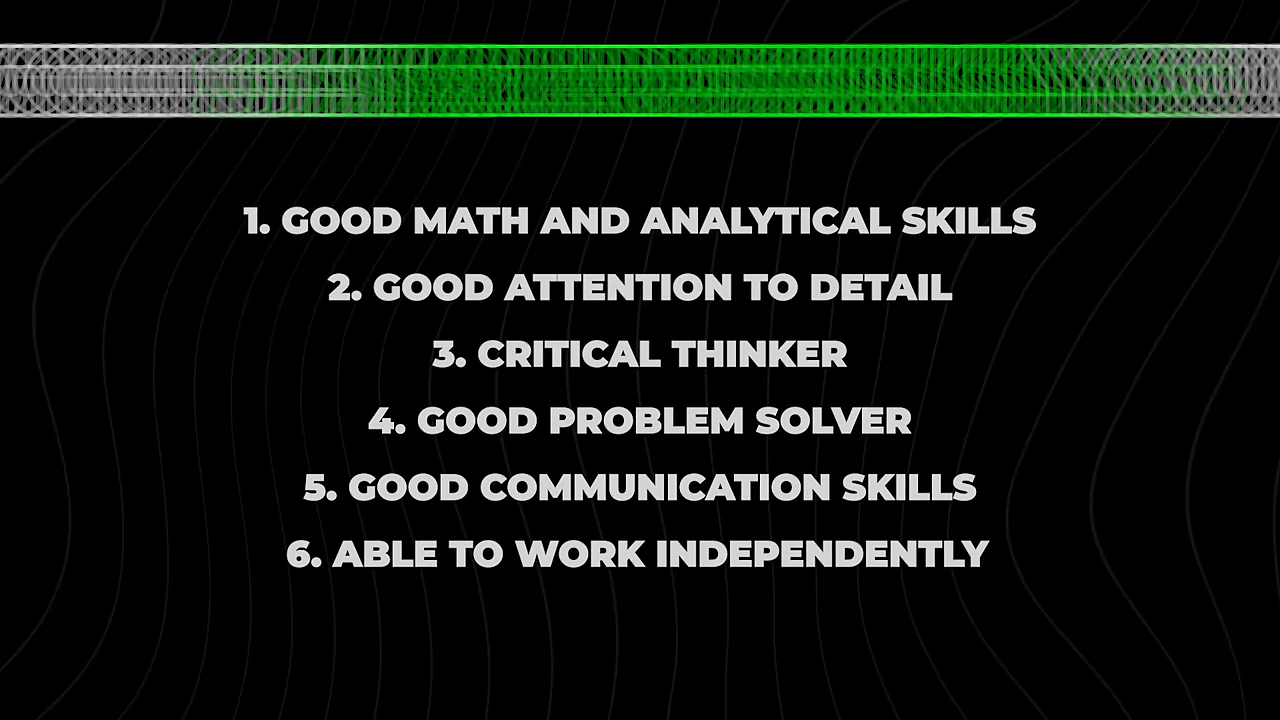 1. GOOD MATH AND ANALYTICAL SKILLS
2. GOOD ATTENTION TO DETAIL
3. CRITICAL THINKER
4. GOOD PROBLEM SOLVER
5. GOOD COMMUNICATION SKILLS
6. ABLE TO WORK INDEPENDENTLY